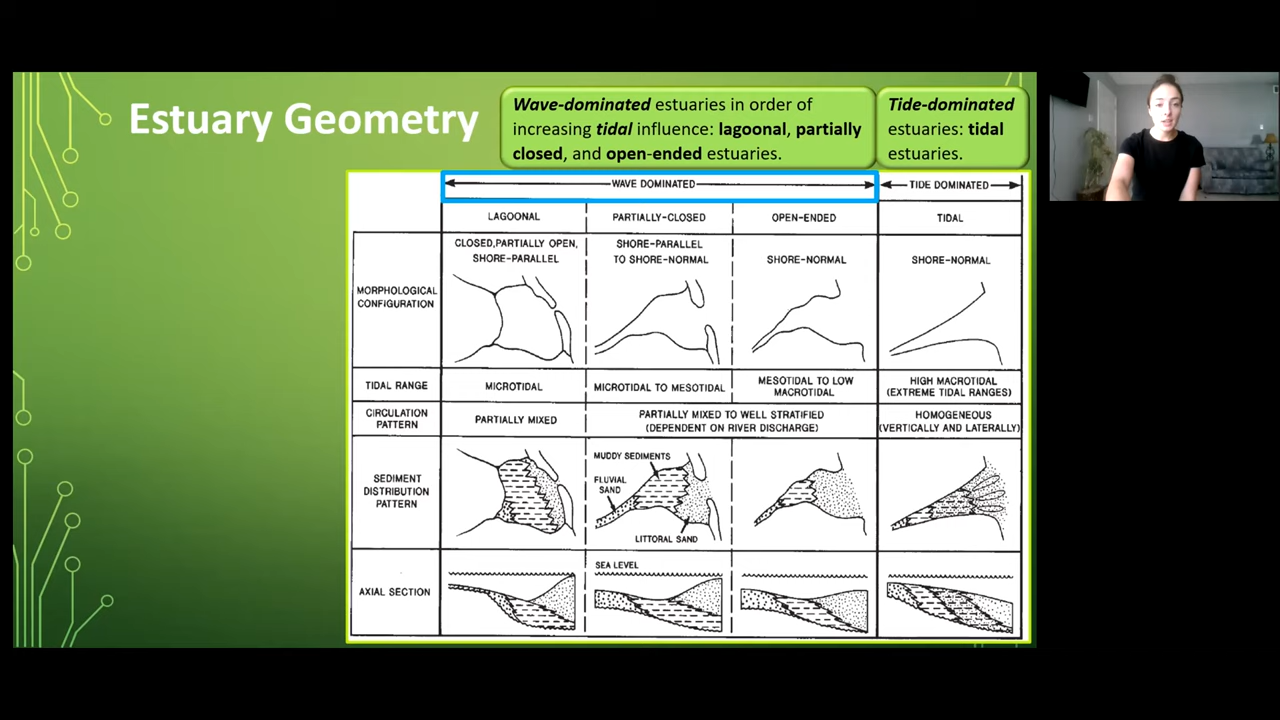 Estuary Geometry
Wave-dominated estuaries in order of
increasing tidal influence: lagoonal, partially
closed, and open-ended estuaries.
Tide-dominated
estuaries: tidal
estuaries.
WAVE DOMINATED
TIDE DOMINATED
LAGOONAL
PARTIALLY-CLOSED
OPEN-ENDED
TIDAL
MORPHOLOGICAL
CONFIGURATION
CLOSED,PARTIALLY OPEN,
SHORE-PARALLEL
SHORE-PARALLEL
TO SHORE-NORMAL
SHORE-NORMAL
SHORE-NORMAL
TIDAL RANGE
MICROTIDAL
MICROTIDAL TO MESOTIDAL
MESOTIDAL TO LOW
MACROTIDAL
HIGH MACROTIDAL
(EXTREME TIDAL RANGES)
CIRCULATION
PATTERN
PARTIALLY MIXED
PARTIALLY MIXED TO WELL STRATIFIED
(DEPENDENT ON RIVER DISCHARGE)
HOMOGENEOUS
(VERTICALLY AND LATERALLY)
SEDIMENT
DISTRIBUTION
PATTERN
MUDDY SEDIMENTS
FLUVIAL
SAND
LITTORAL SAND
AXIAL SECTION
SEA LEVEL